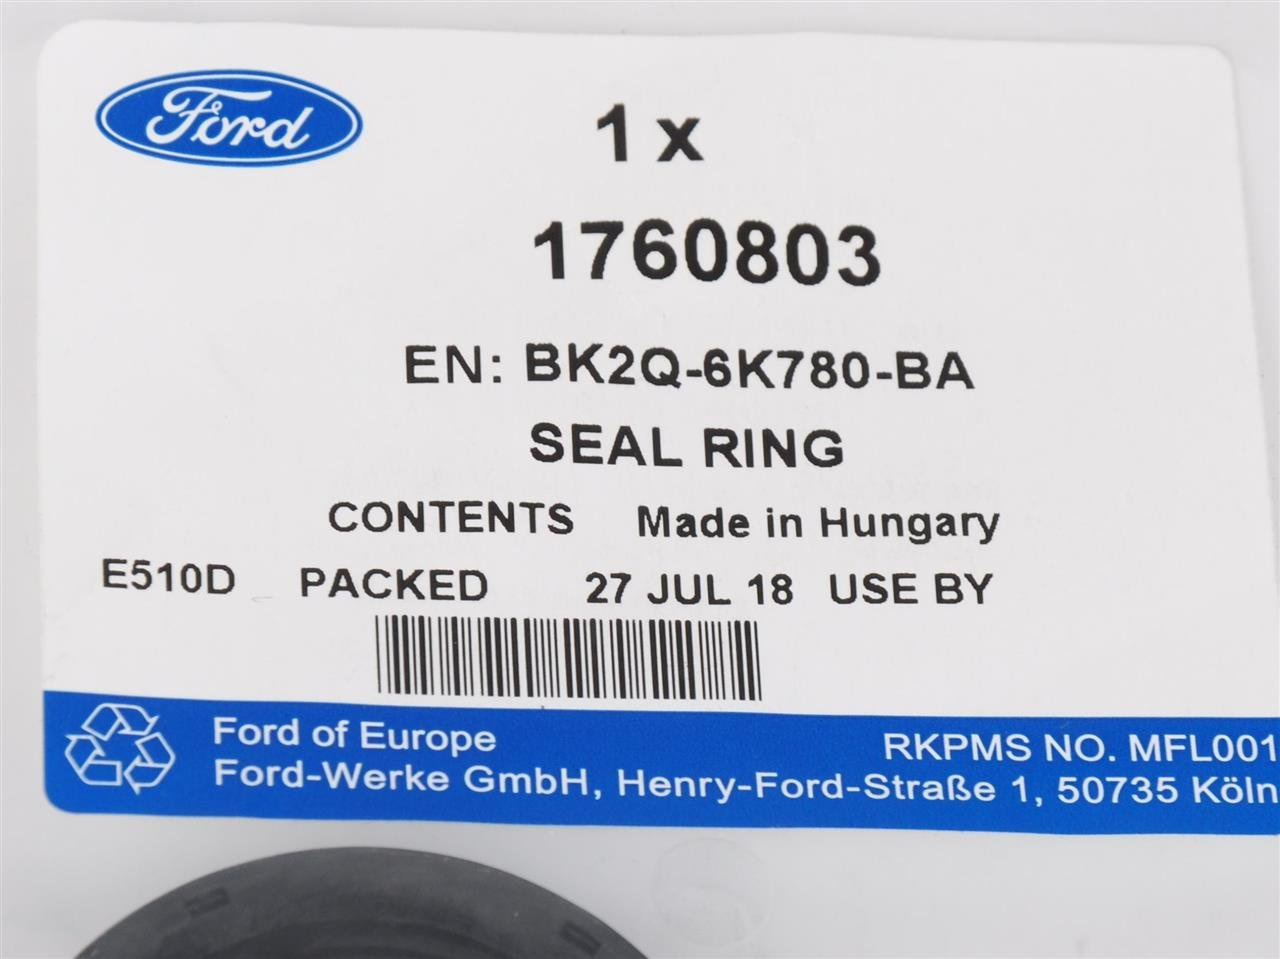 Ford
1 x
1760803
EN: BK2Q-6K780-BA
SEAL RING
CONTENTS Made in Hungary
E510D PACKED 27 JUL 18 USE BY
Ford of Europe RKPMS NO. MFL001
Ford-Werke GmbH, Henry-Ford-Straße 1, 50735 Köln